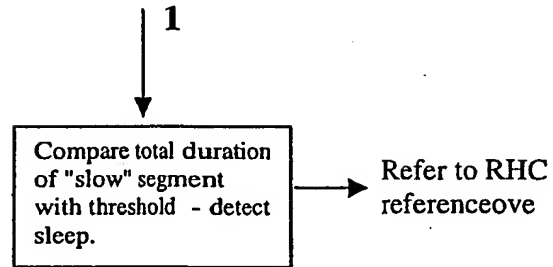 1
Compare total duration
of "slow" segment
with threshold - detect
sleep.
Refer to RHC
referenceove